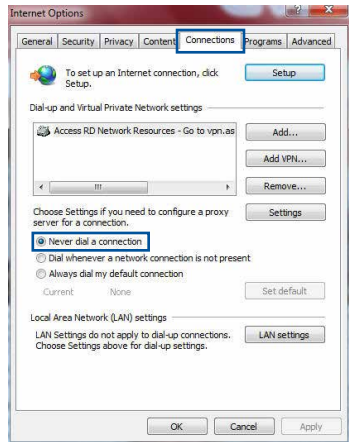 Internet Options
General Security Privacy Content Connections Programs Advanced
To set up an Internet connection, click
Setup.
Setup
Dial-up and Virtual Private Network settings
Access RD Network Resources - Go to vpn.as
Add...
Add VPN...
Remove...
Choose Settings if you need to configure a proxy
server for a connection.
Settings
Never dial a connection
Dial whenever a network connection is not present
Always dial my default connection
Current None
Set default
Local Area Network (LAN) settings
LAN Settings do not apply to dial-up connections.
Choose Settings above for dial-up settings.
LAN settings
OK Cancel Apply